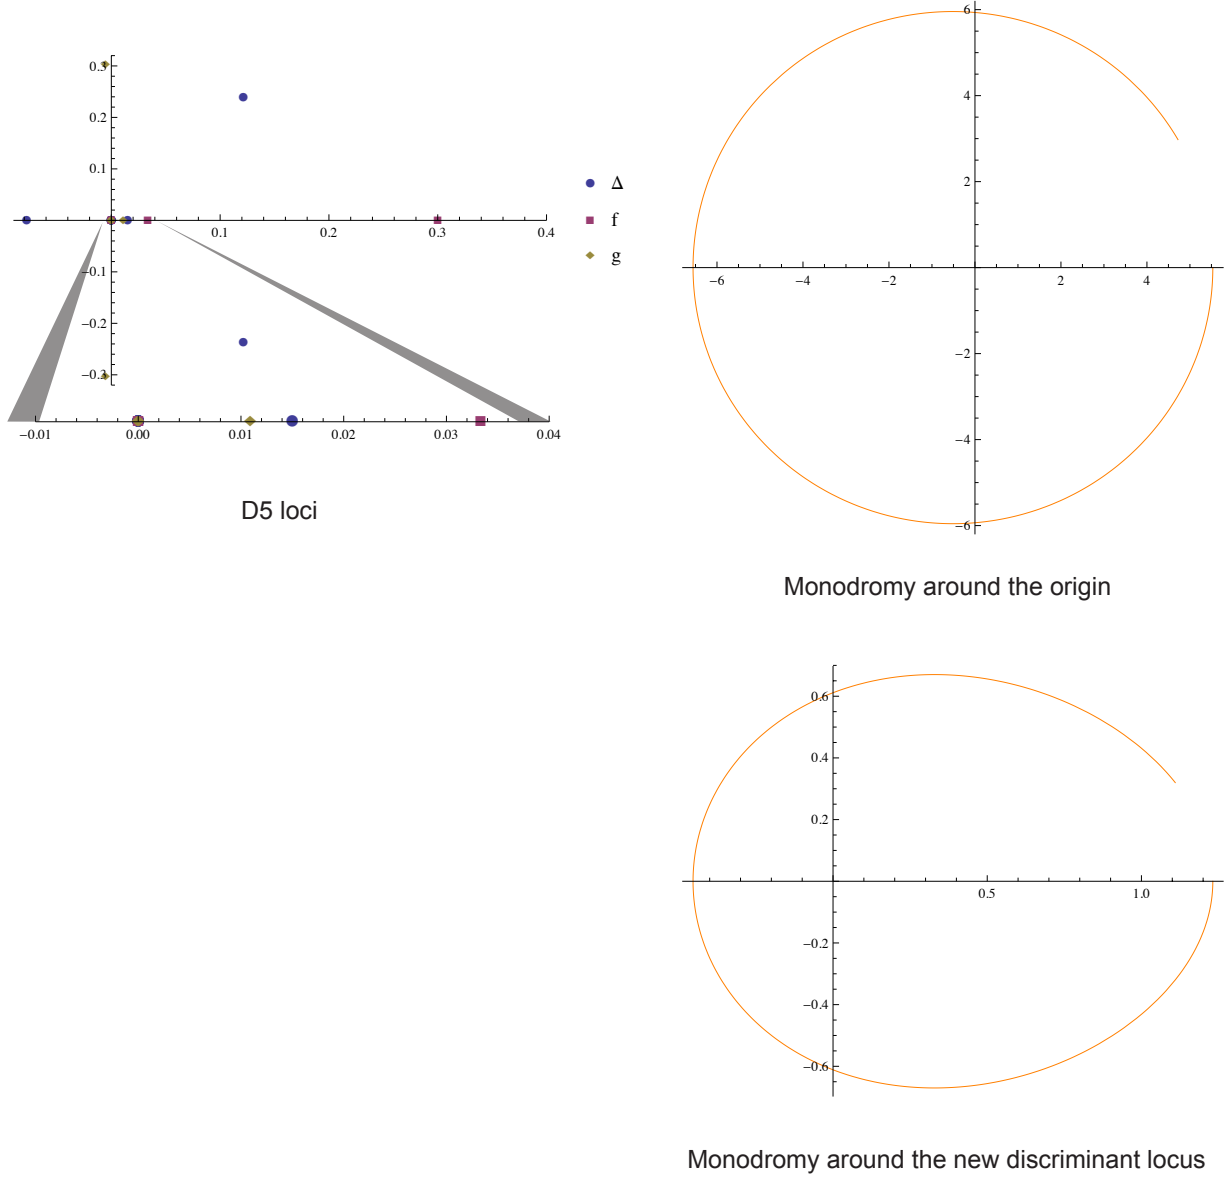 0.3
0.2
0.1
0.1 0.2 0.3 0.4
−0.1
−0.2
−0.3
−0.01 0.00 0.01 0.02 0.03 0.04
Δ
f
g
D5 loci
6
4
2
−6 −4 −2 2 4
−2
−4
−6
Monodromy around the origin
0.6
0.4
0.2
0.5 1.0
−0.2
−0.4
−0.6
Monodromy around the new discriminant locus